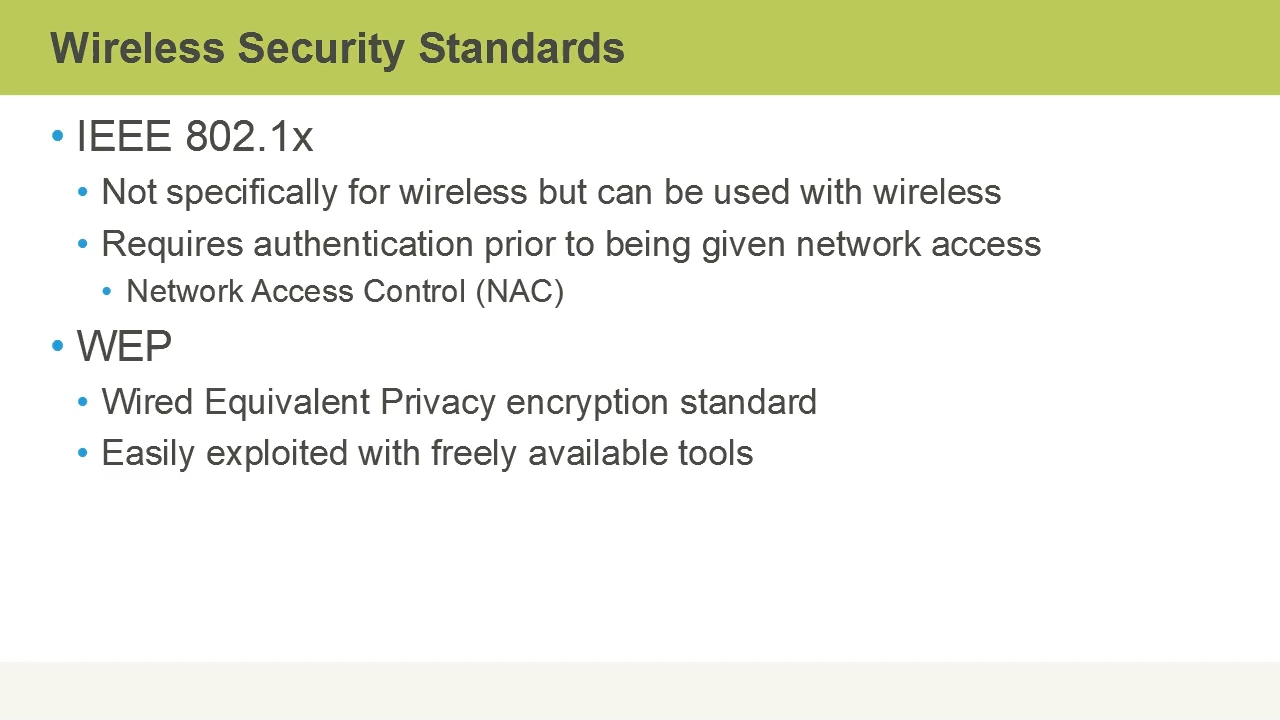 Wireless Security Standards
• IEEE 802.1x
• Not specifically for wireless but can be used with wireless
• Requires authentication prior to being given network access
• Network Access Control (NAC)
• WEP
• Wired Equivalent Privacy encryption standard
• Easily exploited with freely available tools